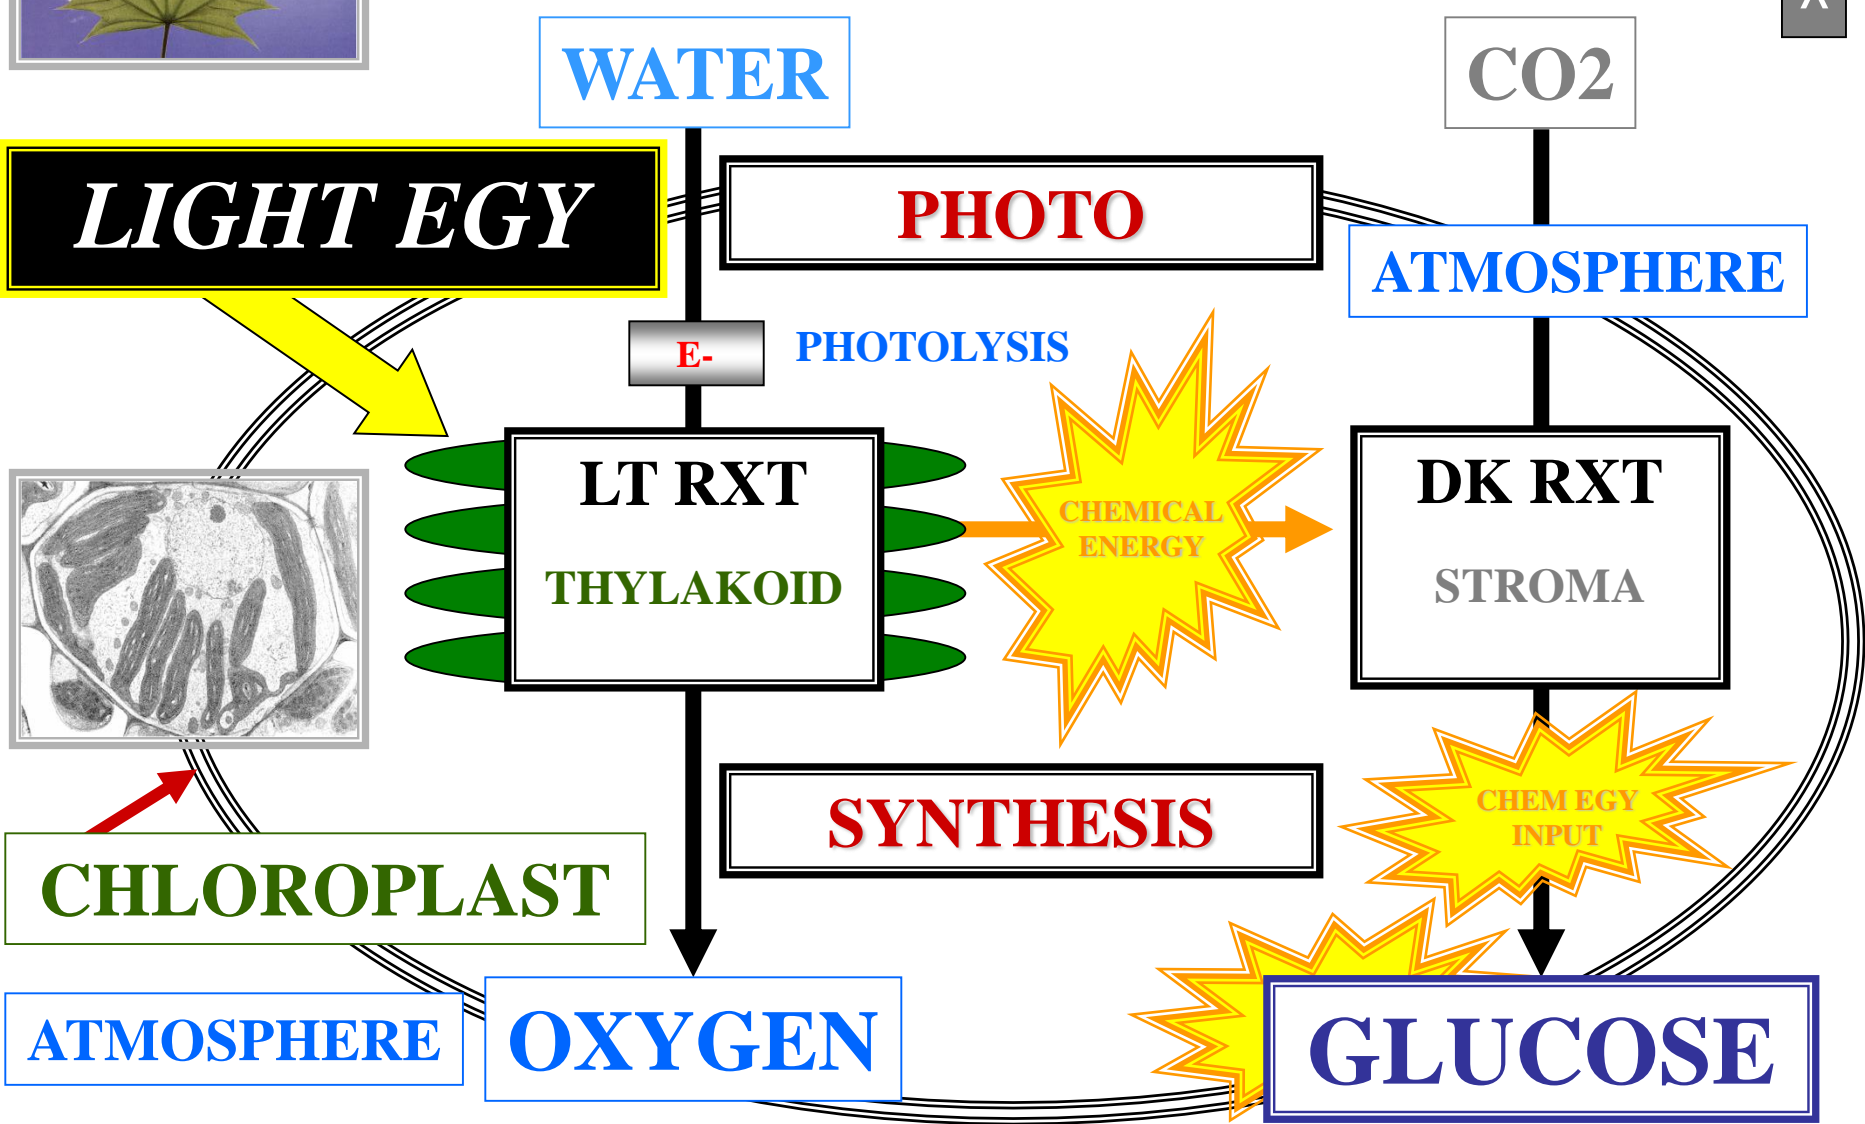 WATER
CO2
LIGHT EGY
PHOTO
ATMOSPHERE
E-
PHOTOLYSIS
LT RXT
THYLAKOID
CHEMICAL
ENERGY
DK RXT
STROMA
SYNTHESIS
CHEM EGY
INPUT
CHLOROPLAST
ATMOSPHERE
OXYGEN
GLUCOSE